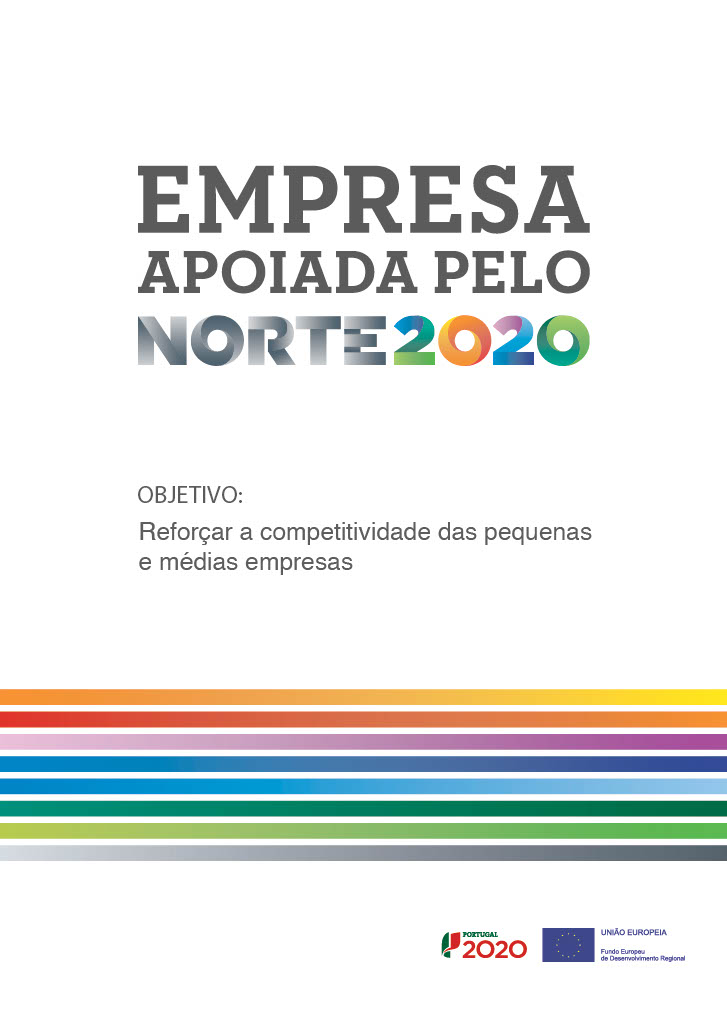 EMPRESA
APOIADA PELO
NORTE2020
OBJETIVO:
Reforçar a competitividade das pequenas
e médias empresas
PORTUGAL
2020
UNIÃO EUROPEIA
Fundo Europeu
de Desenvolvimento Regional